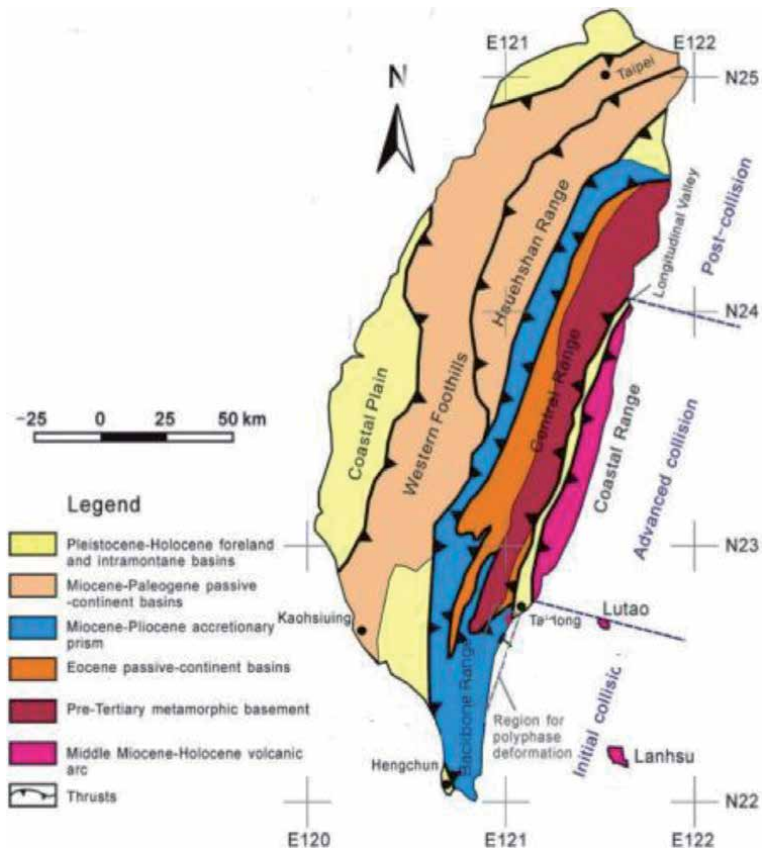 E121
E122
N25
Taipei
N
Post-collision
Longitudinal Valley
Hsuehshan Range
N24
Central Range
Coastal Range
Western Foothills
Coastal Plain
Advanced collision
-25 0 25 50 km
Legend
Pleistocene-Holocene foreland
and intramontane basins
Miocene-Paleogene passive
-continent basins
Miocene-Pliocene accretionary
prism
Eocene passive-continent basins
Pre-Tertiary metamorphic basement
Middle Miocene-Holocene volcanic
arc
Thrusts
N23
Kaohsiuing
Lutao
Backbone Range
Region for
polyphase
deformation
Initial collisic
Hengchun
Lanhsu
N22
E120
E121
E122